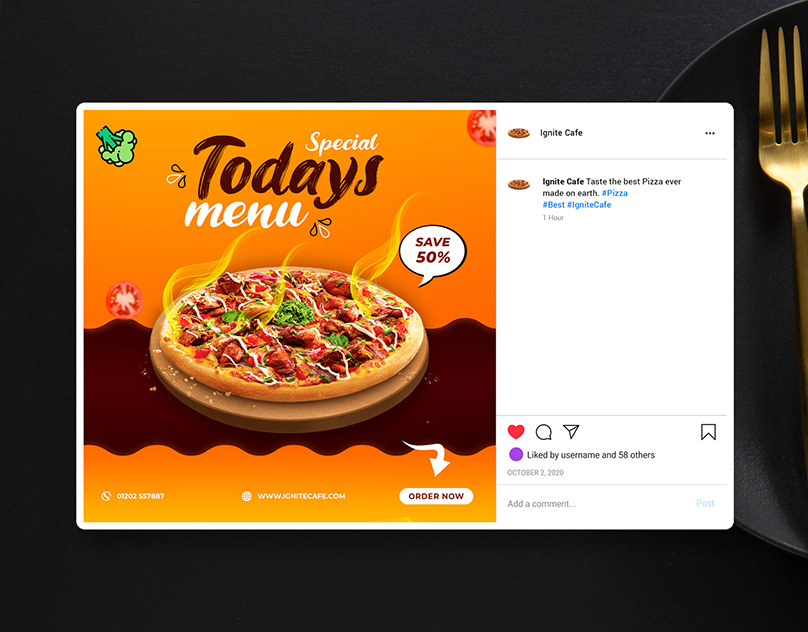 Special
Todays
menu
SAVE
50%
01202 557887
WWW.IGNITECAFE.COM
ORDER NOW
Ignite Cafe
Ignite Cafe Taste the best Pizza ever
made on earth. #Pizza
#Best #IgniteCafe
1 Hour
Liked by username and 58 others
OCTOBER 2, 2020
Add a comment...
Post